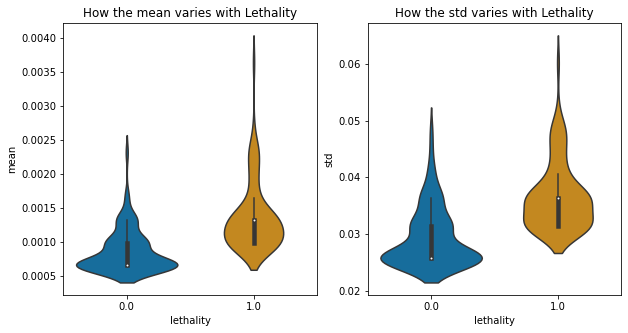 How the mean varies with Lethality
0.0040
0.0035
0.0030
0.0025
0.0020
0.0015
0.0010
0.0005
mean
0.0
1.0
lethality
How the std varies with Lethality
0.06
0.05
0.04
0.03
0.02
std
0.0
1.0
lethality